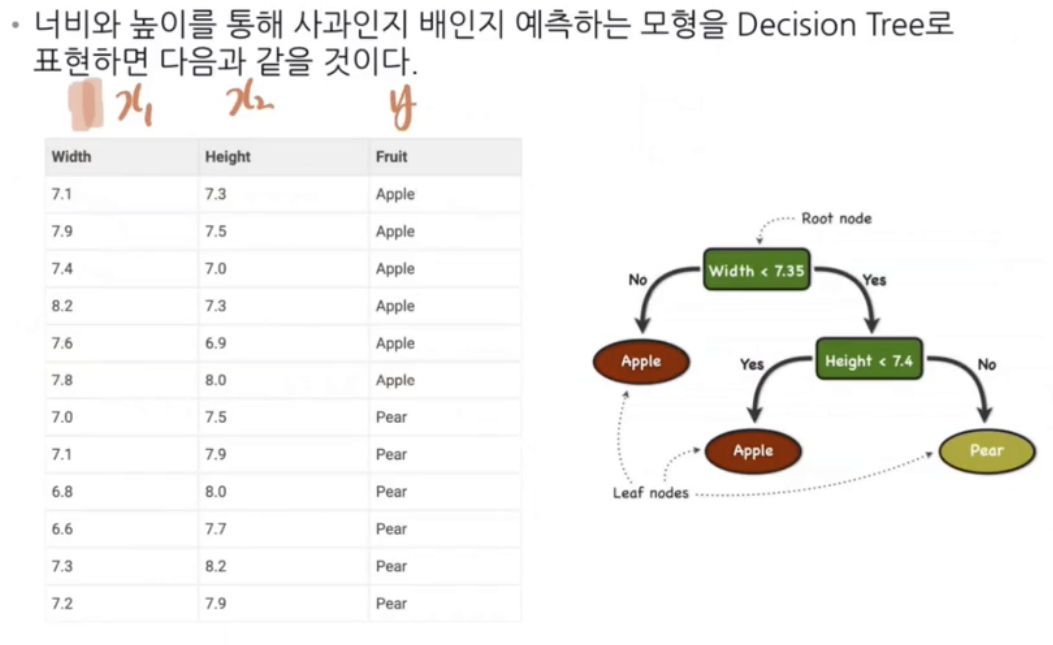 • 너비와 높이를 통해 사과인지 배인지 예측하는 모형을 Decision Tree로
표현하면 다음과 같을 것이다.
x₁ x₂ y
Width Height Fruit
7.1 7.3 Apple
7.9 7.5 Apple
7.4 7.0 Apple
8.2 7.3 Apple
7.6 6.9 Apple
7.8 8.0 Apple
7.0 7.5 Pear
7.1 7.9 Pear
6.8 8.0 Pear
6.6 7.7 Pear
7.3 8.2 Pear
7.2 7.9 Pear
Root node
Width < 7.35
No
Yes
Apple
Height < 7.4
Yes
No
Apple
Pear
Leaf nodes